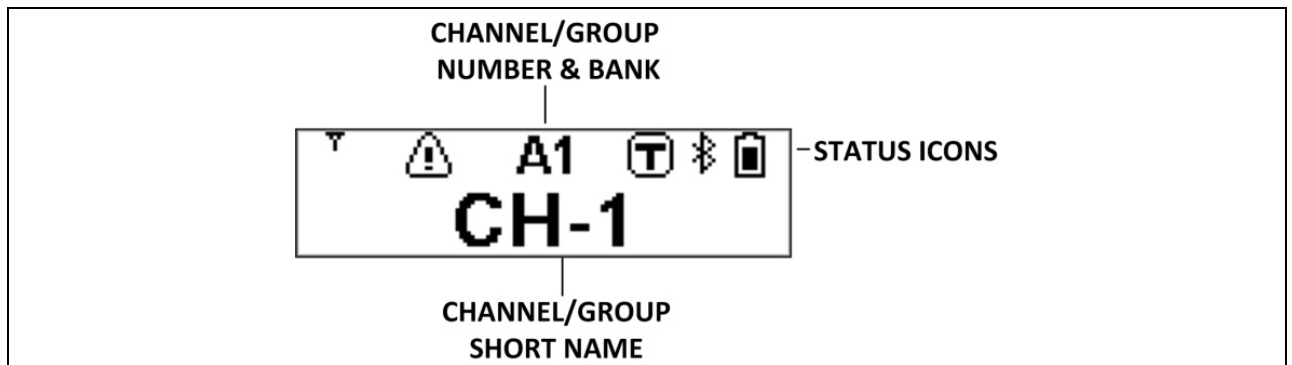 CHANNEL/GROUP
NUMBER & BANK
A1 T
STATUS ICONS
CH-1
CHANNEL/GROUP
SHORT NAME